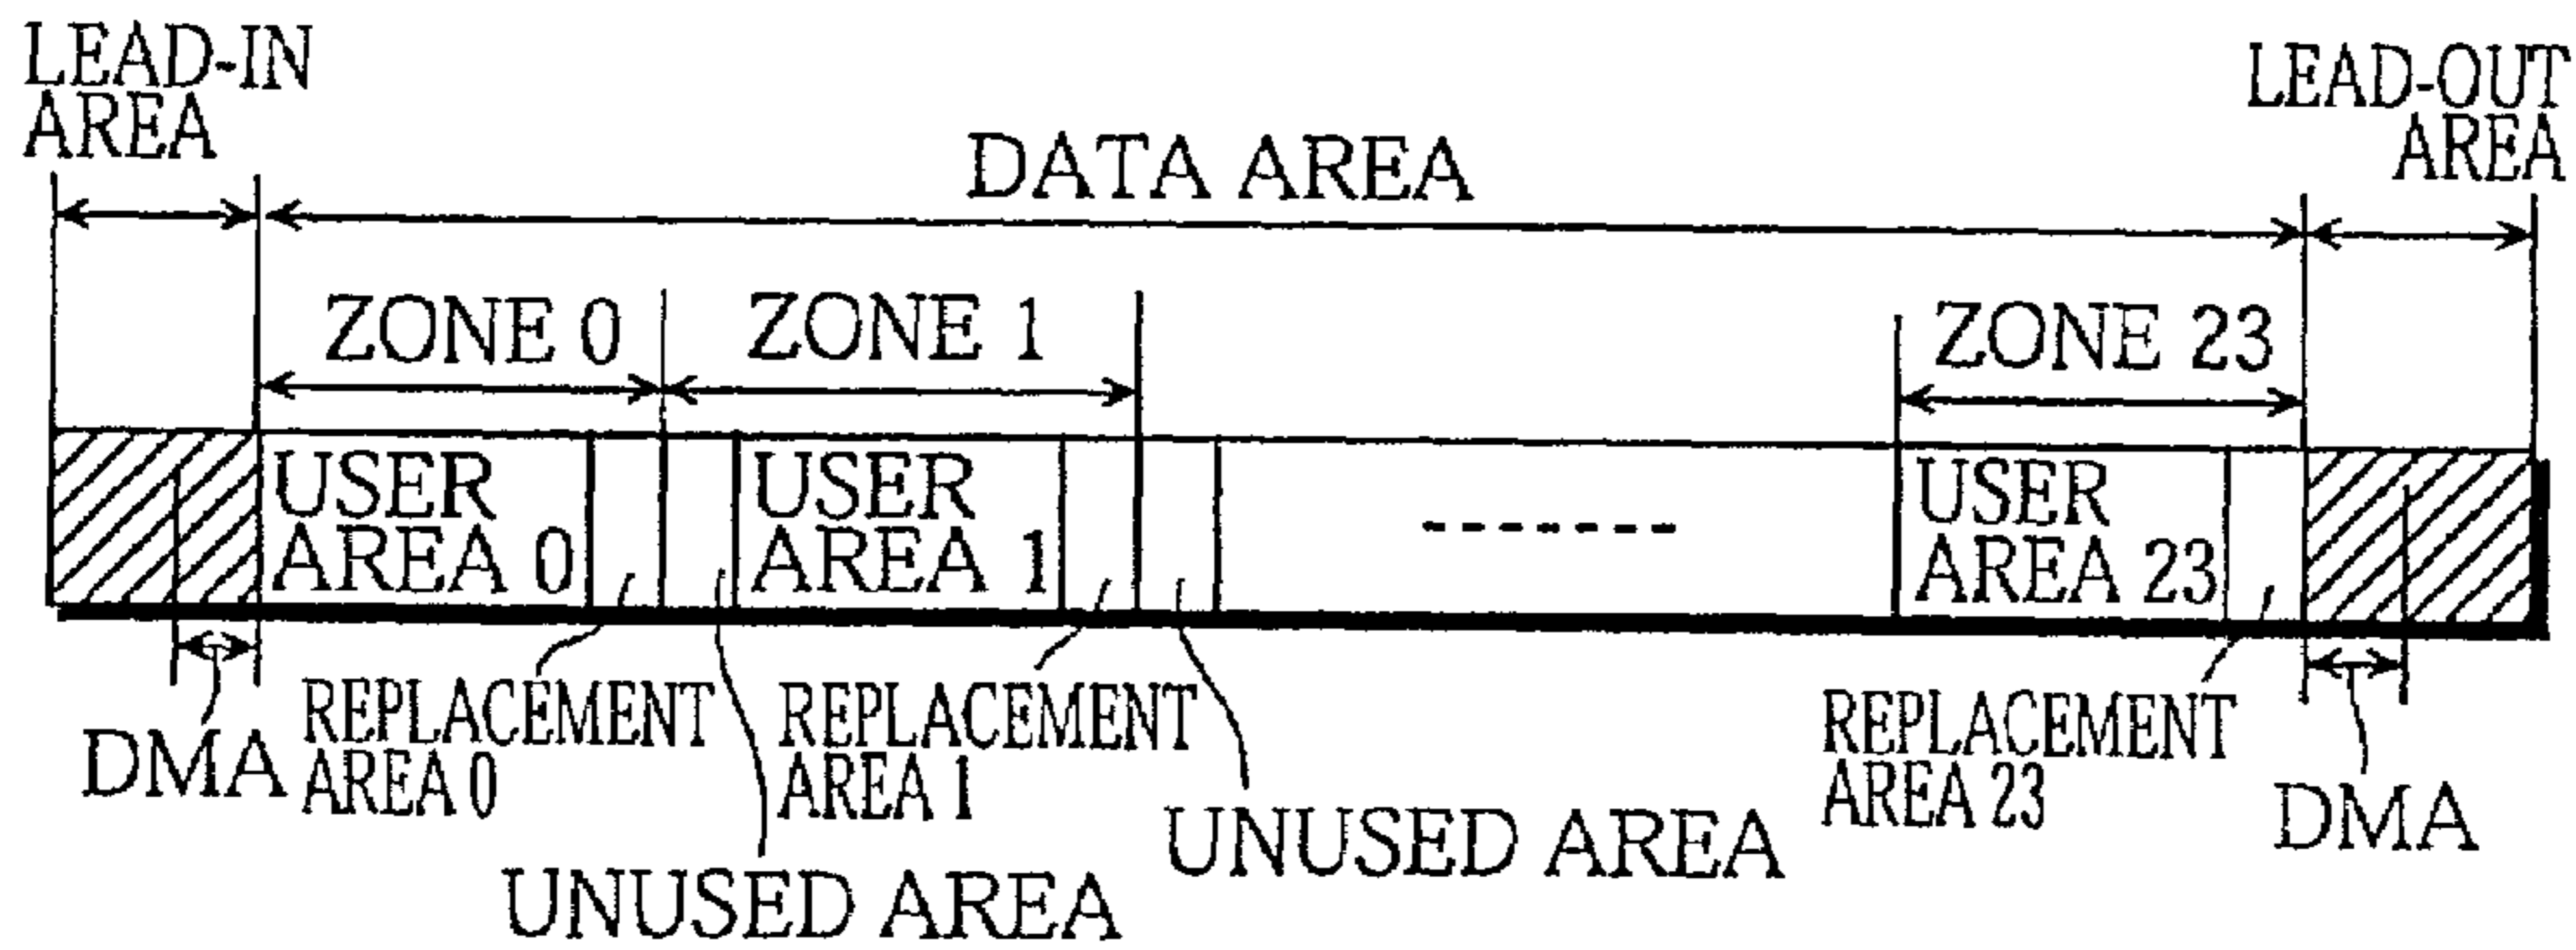 LEAD-IN
AREA
DATA AREA
LEAD-OUT
AREA
ZONE 0
ZONE 1
ZONE 23
USER
AREA 0
USER
AREA 1
-------
USER
AREA 23
DMA
REPLACEMENT
AREA 0
UNUSED AREA
REPLACEMENT
AREA 1
UNUSED AREA
REPLACEMENT
AREA 23
DMA